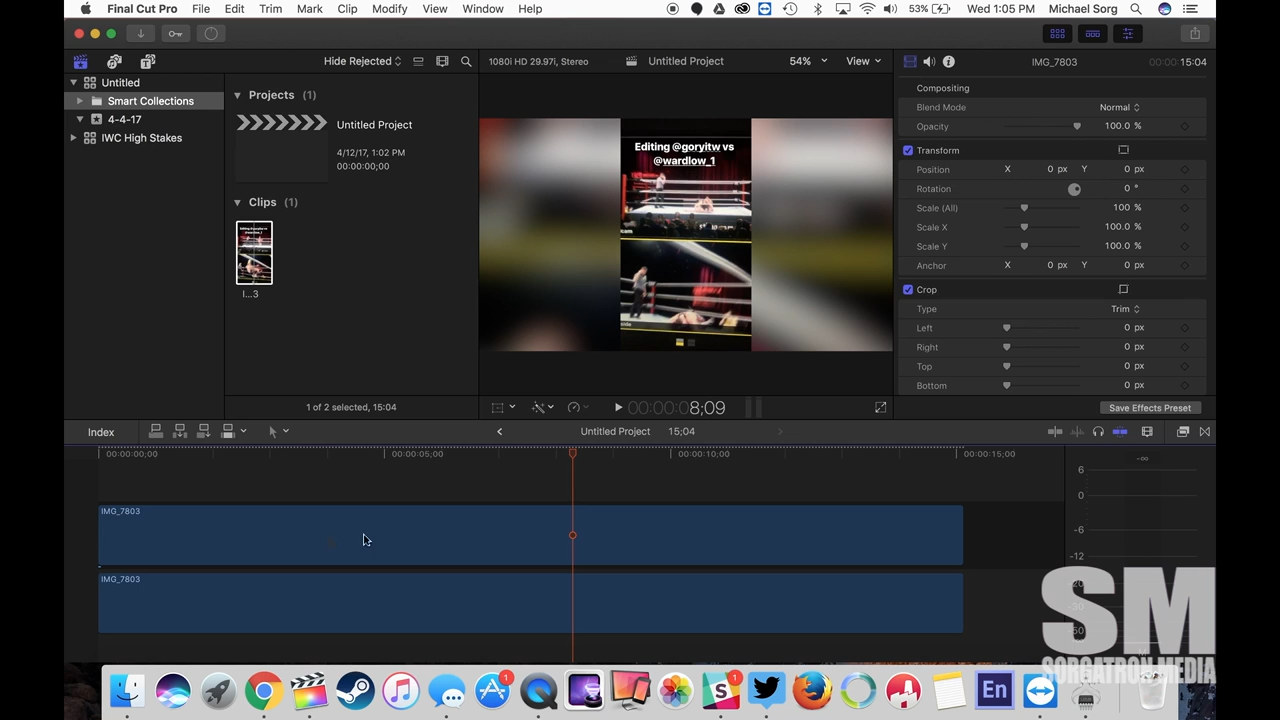 Final Cut Pro File Edit Trim Mark Clip Modify View Window Help 53% Wed 1:05 PM Michael Sorg
Hide Rejected
1080i HD 29.97i, Stereo Untitled Project 54% View
IMG_7803 00:00 15:04
Untitled
Smart Collections
4-4-17
IWC High Stakes
Projects (1)
Untitled Project
4/12/17, 1:02 PM
00:00:00;00
Clips (1)
I...3
1 of 2 selected, 15:04
Editing @goryitw vs
@wardlow_1
00:00:08;09
Compositing
Blend Mode Normal
Opacity 100.0 %
Transform
Position X 0 px Y 0 px
Rotation 0 °
Scale (All) 100 %
Scale X 100.0 %
Scale Y 100.0 %
Anchor X 0 px Y 0 px
Crop
Type Trim
Left 0 px
Right 0 px
Top 0 px
Bottom 0 px
Save Effects Preset
Index Untitled Project 15:04
00:00:00;00 00:00:05;00 00:00:10;00 00:00:15;00
IMG_7803
IMG_7803
-∞
6
0
-6
-12
SM
SORGATRON MEDIA
1
1
En